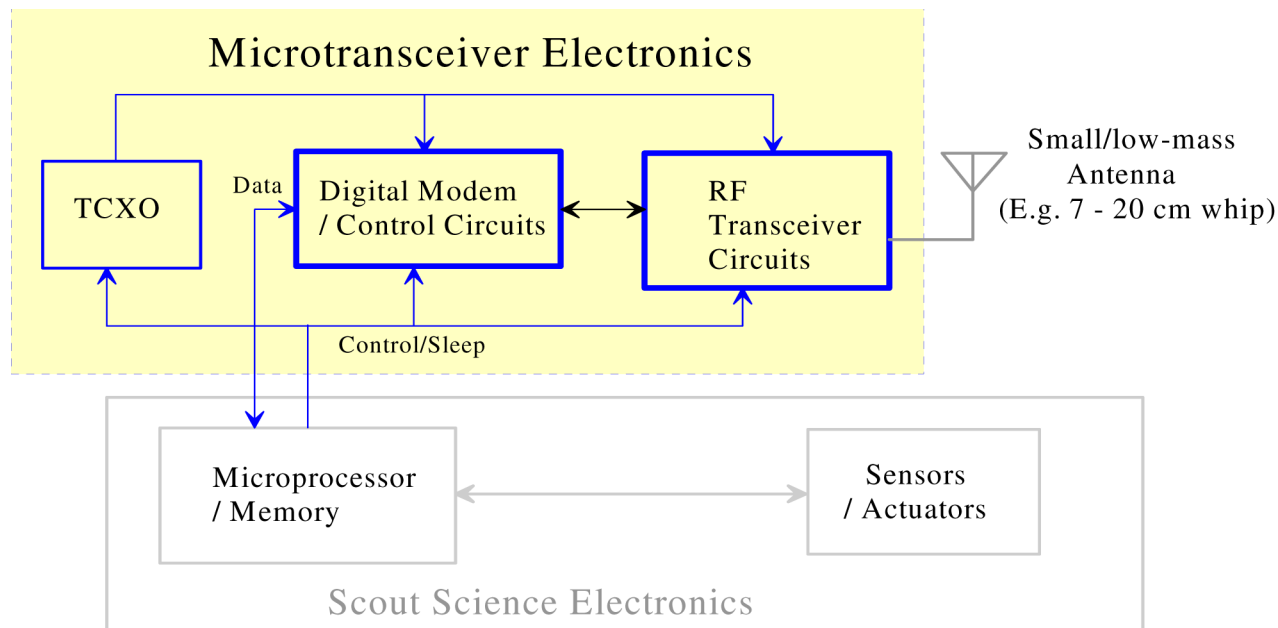 Microtransceiver Electronics
TCXO
Data
Digital Modem
/ Control Circuits
RF
Transceiver
Circuits
Small/low-mass
Antenna
(E.g. 7 - 20 cm whip)
Control/Sleep
Microprocessor
/ Memory
Sensors
/ Actuators
Scout Science Electronics